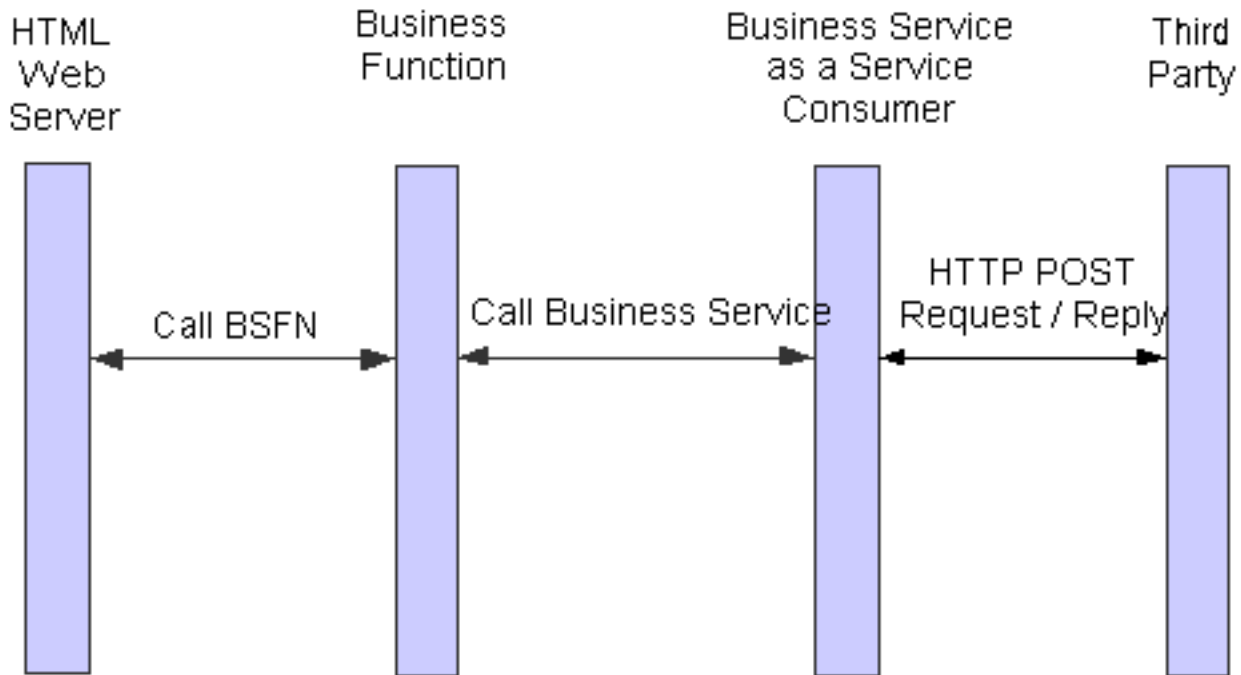 HTML
Web
Server
Business
Function
Business Service
as a Service
Consumer
Third
Party
Call BSFN
Call Business Service
HTTP POST
Request / Reply